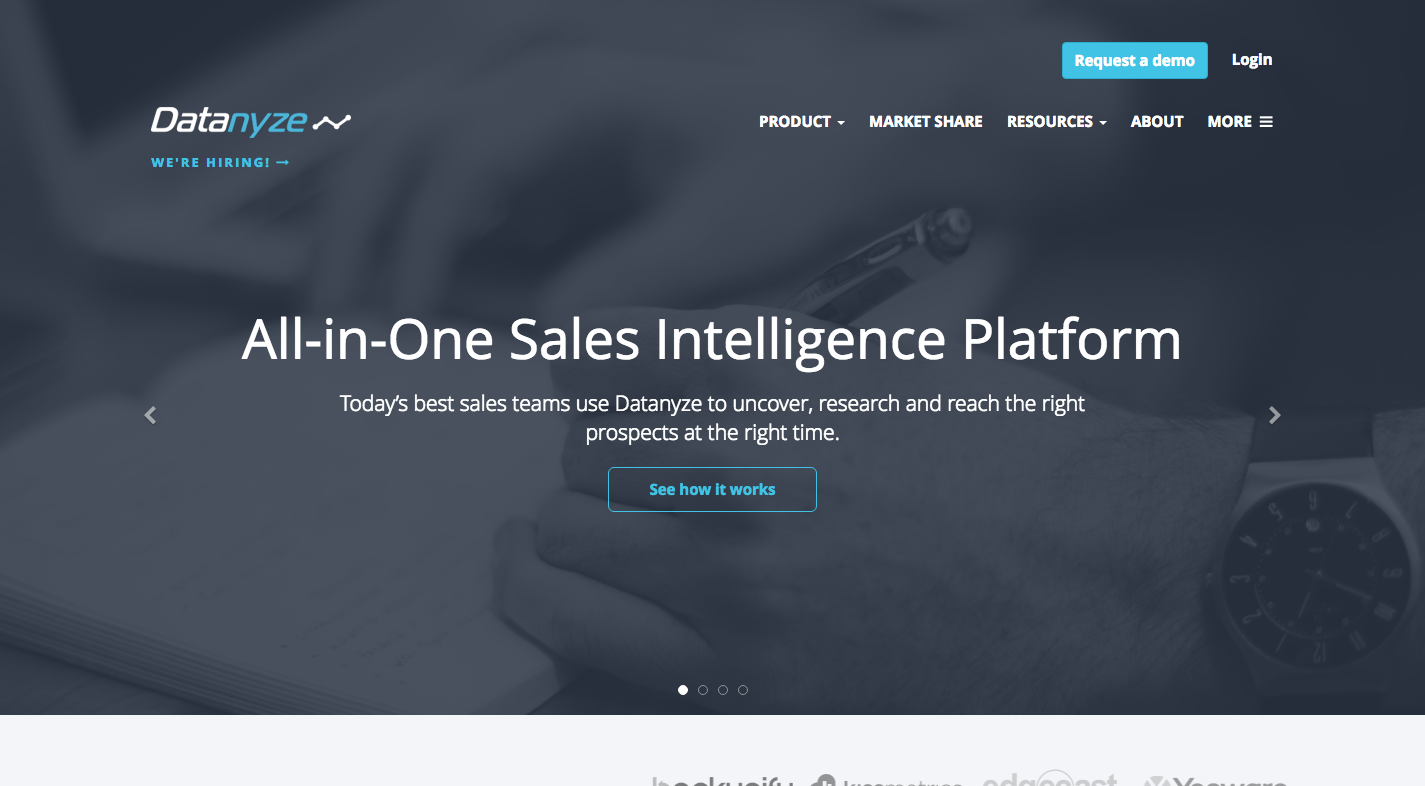 Request a demo
Login
Datanyze
PRODUCT
MARKET SHARE
RESOURCES
ABOUT
MORE
WE'RE HIRING! →
All-in-One Sales Intelligence Platform
Today’s best sales teams use Datanyze to uncover, research and reach the right
prospects at the right time.
See how it works
edgecast
Yesware